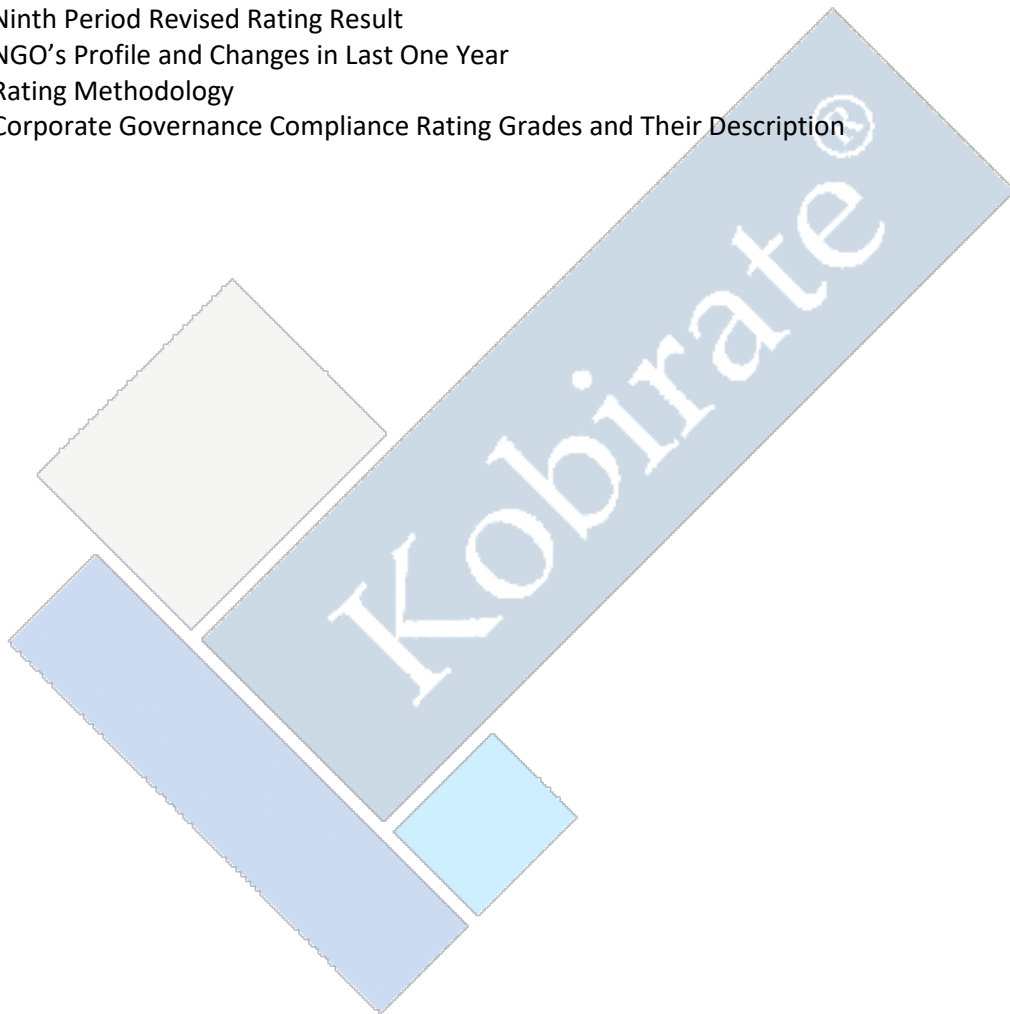 Ninth Period Revised Rating Result
NGO’s Profile and Changes in Last One Year
Rating Methodology
Corporate Governance Compliance Rating Grades and Their Description
Kobirate®